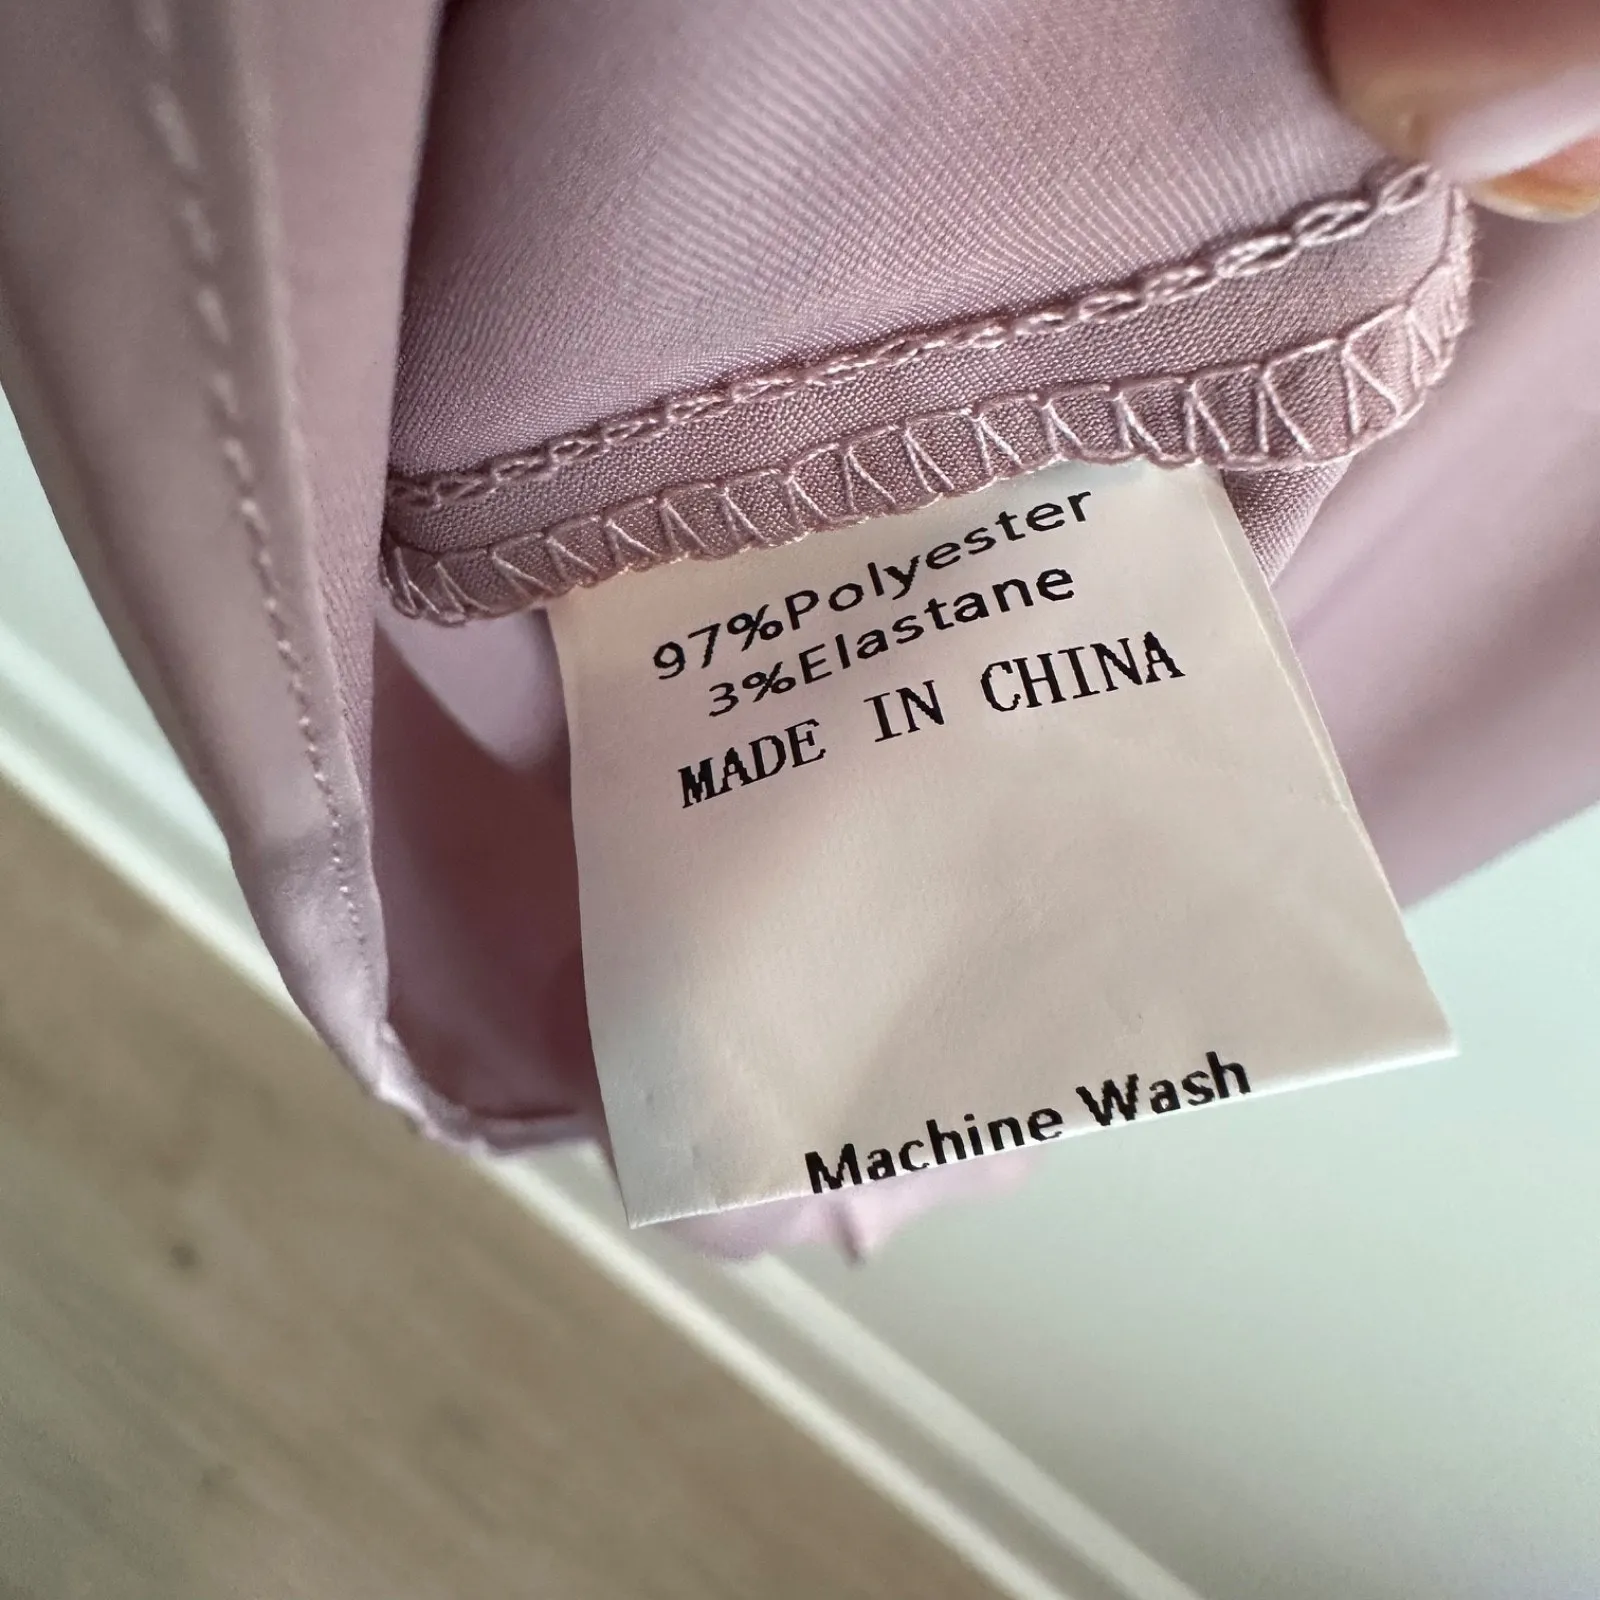 97%Polyester
3%Elastane
MADE IN CHINA
Machine Wash